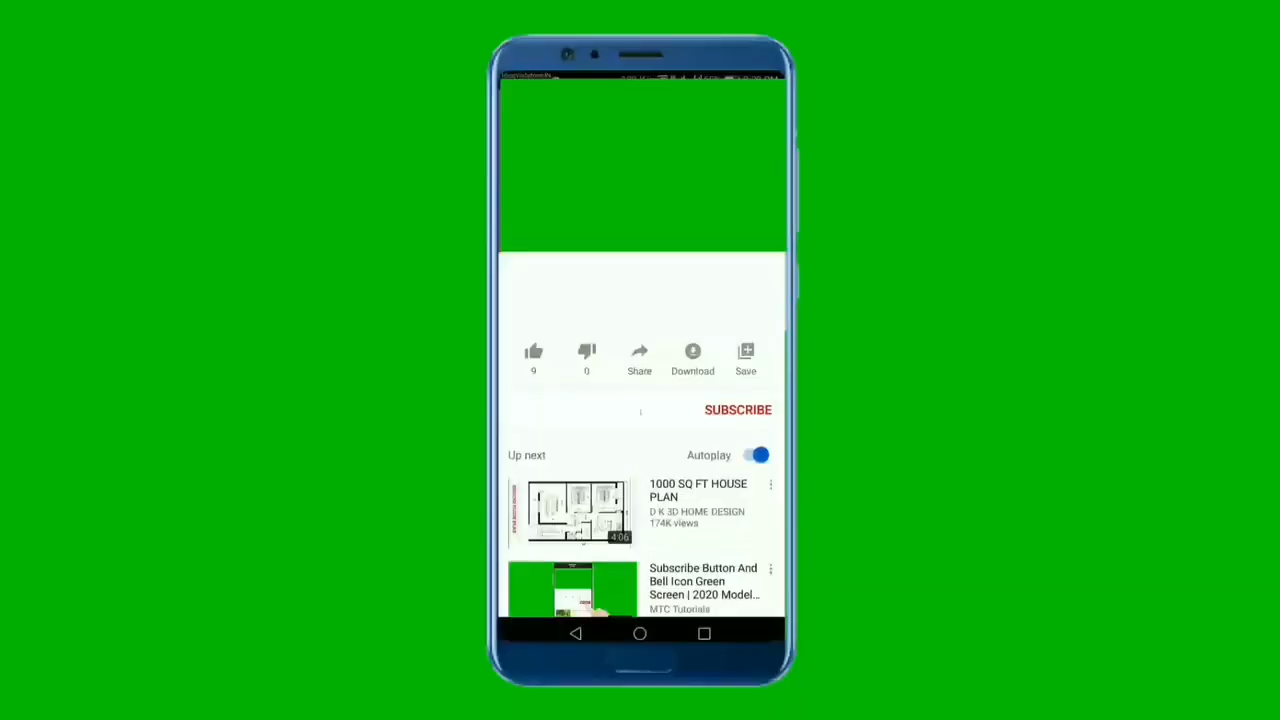 9
0
Share
Download
Save
SUBSCRIBE
Up next
Autoplay
1000 SQ FT HOUSE
PLAN
D K 3D HOME DESIGN
174K views
4:06
Subscribe Button And
Bell Icon Green
Screen | 2020 Model...
MTC Tutorials